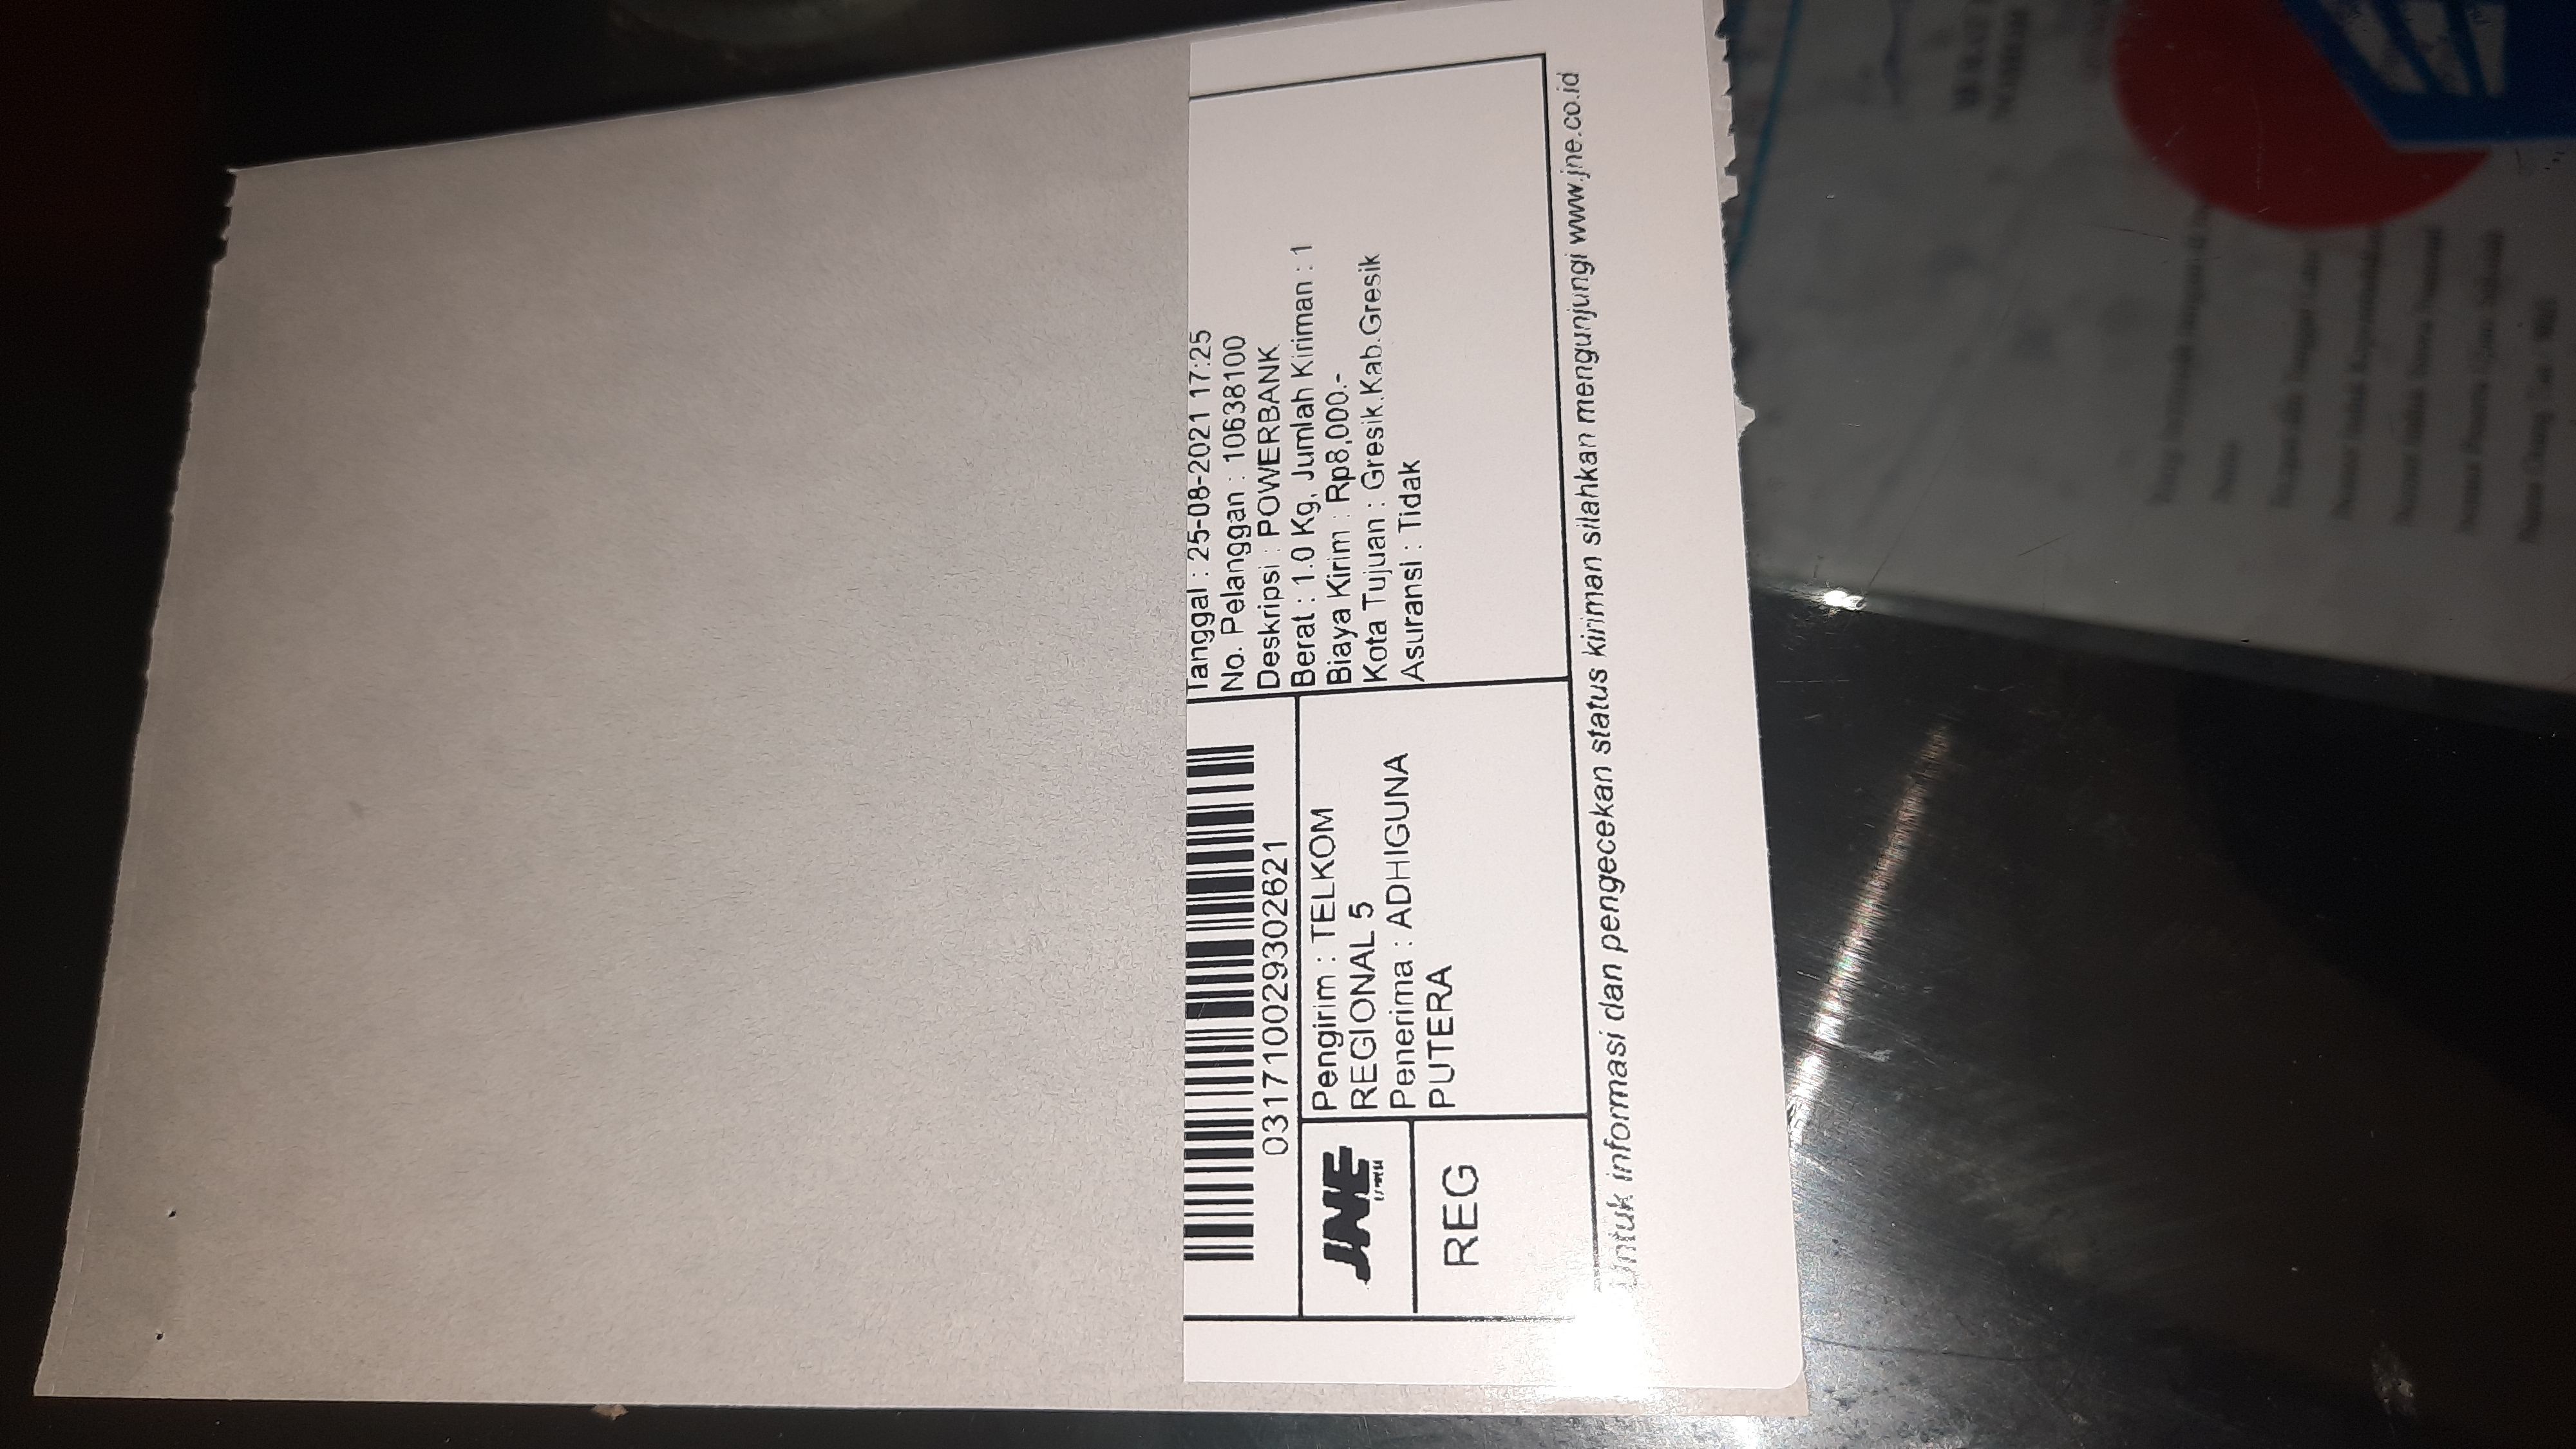 031710029302621
JNE
EXPRESS
REG
Pengirim : TELKOM
REGIONAL 5
Penerima : ADHIGUNA
PUTERA
Tanggal : 25-08-2021 17:25
No. Pelanggan : 10638100
Deskripsi : POWERBANK
Berat : 1.0 Kg, Jumlah Kiriman : 1
Biaya Kirim : Rp8,000.-
Kota Tujuan : Gresik,Kab.Gresik
Asuransi : Tidak
Untuk informasi dan pengecekan status kiriman silahkan mengunjungi www.jne.co.id
Nama